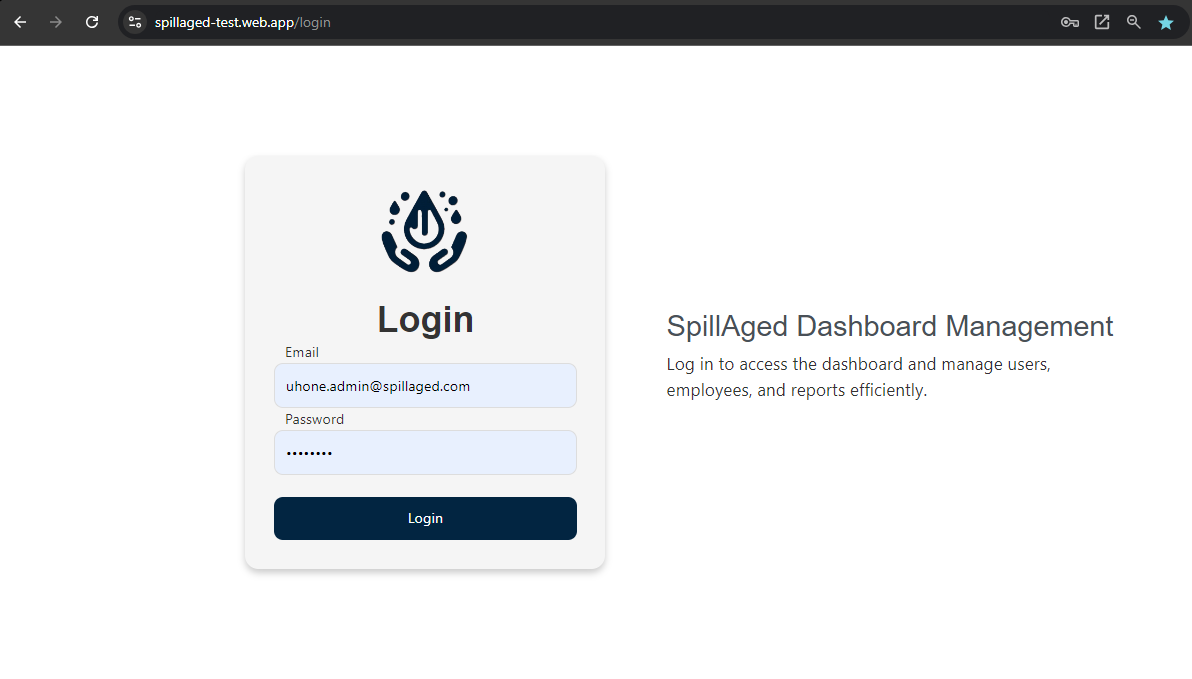 spillaged-test.web.app/login
Login
Email
uhone.admin@spillaged.com
Password
••••••••
Login
SpillAged Dashboard Management
Log in to access the dashboard and manage users,
employees, and reports efficiently.